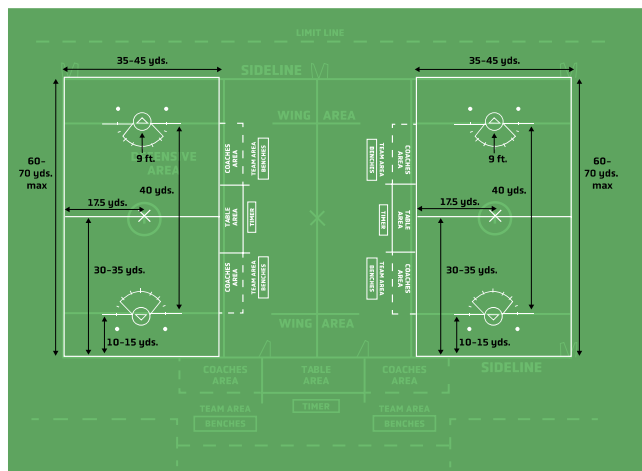 LIMIT LINE
35–45 yds.
35–45 yds.
SIDELINE
WING AREA
60–
70 yds.
max
DEFENSIVE
AREA
9 ft.
40 yds.
17.5 yds.
30–35 yds.
10–15 yds.
COACHES
AREA
TEAM AREA
BENCHES
TABLE
AREA
TIMER
COACHES
AREA
TEAM AREA
BENCHES
COACHES
AREA
TEAM AREA
BENCHES
TABLE
AREA
TIMER
COACHES
AREA
TEAM AREA
BENCHES
9 ft.
40 yds.
17.5 yds.
30–35 yds.
10–15 yds.
60–
70 yds.
max
WING AREA
SIDELINE
COACHES
AREA
TABLE
AREA
COACHES
AREA
TEAM AREA
BENCHES
TIMER
TEAM AREA
BENCHES